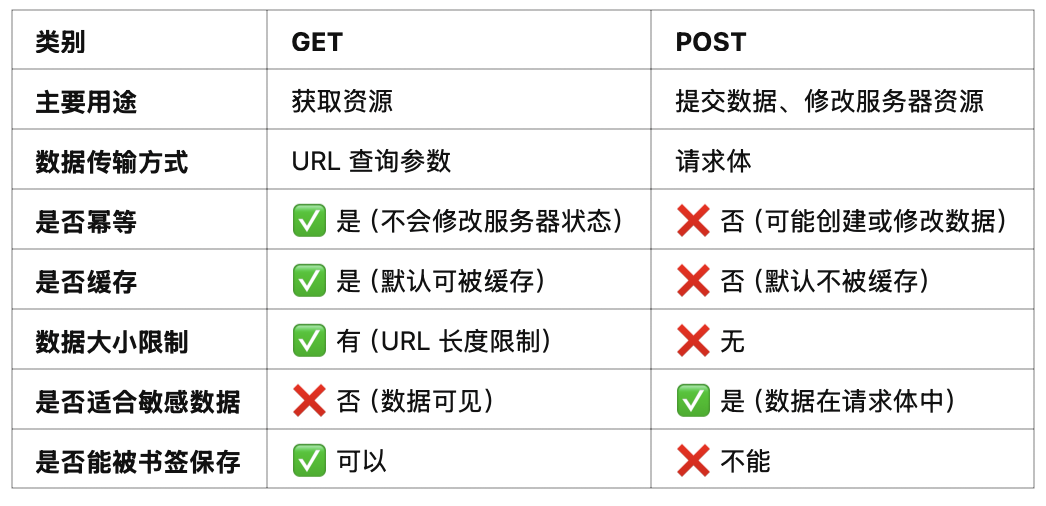 类别 GET POST
主要用途 获取资源 提交数据、修改服务器资源
数据传输方式 URL 查询参数 请求体
是否幂等 ✅ 是（不会修改服务器状态） ❌ 否（可能创建或修改数据）
是否缓存 ✅ 是（默认可被缓存） ❌ 否（默认不被缓存）
数据大小限制 ✅ 有（URL 长度限制） ❌ 无
是否适合敏感数据 ❌ 否（数据可见） ✅ 是（数据在请求体中）
是否能被书签保存 ✅ 可以 ❌ 不能